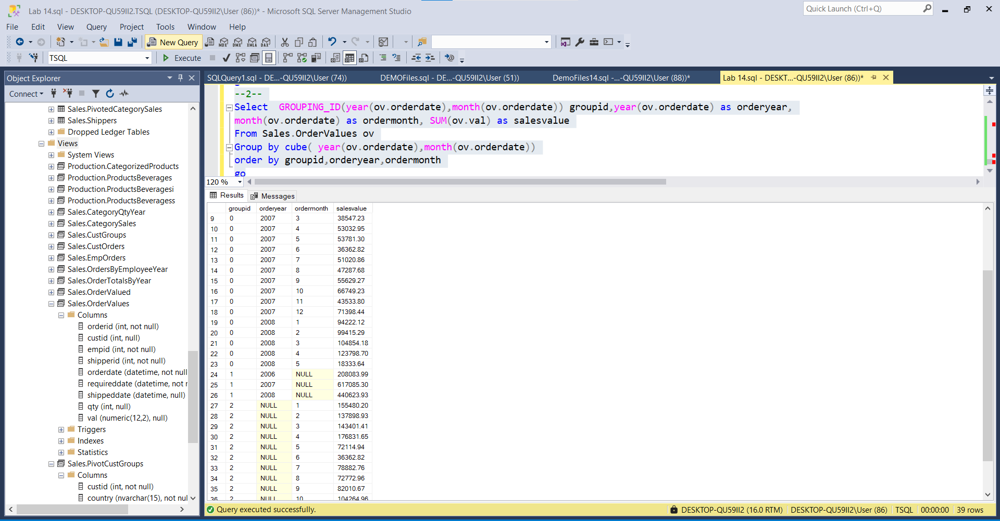 Lab 14.sql - DESKTOP-QU59II2.TSQL (DESKTOP-QU59II2\User (86))* - Microsoft SQL Server Management Studio
Quick Launch (Ctrl+Q)
File Edit View Query Project Tools Window Help
New Query MDX DMX XMLA DAX
TSQL Execute
Object Explorer
Connect
Sales.PivotedCategorySales
Sales.Shippers
Dropped Ledger Tables
Views
System Views
Production.CategorizedProducts
Production.ProductsBeverages
Production.ProductsBeveragesi
Production.ProductsBeveragess
Sales.CategoryQtyYear
Sales.CategorySales
Sales.CustGroups
Sales.CustOrders
Sales.EmpOrders
Sales.OrdersByEmployeeYear
Sales.OrderTotalsByYear
Sales.OrderValued
Sales.OrderValues
Columns
orderid (int, not null)
custid (int, null)
empid (int, not null)
shipperid (int, not null)
orderdate (datetime, not null
requireddate (datetime, not r
shippeddate (datetime, null)
qty (int, null)
val (numeric(12,2), null)
Triggers
Indexes
Statistics
Sales.PivotCustGroups
Columns
custid (int, not null)
country (nvarchar(15), not nul
SQLQuery1.sql - DE...-QU59II2\User (74)) DEMOFiles.sql - DE...-QU59II2\User (51)) DemoFiles14.sql -...-QU59II2\User (88))* Lab 14.sql - DESKT...-QU59II2\User (86))*
--2--
Select GROUPING_ID(year(ov.orderdate),month(ov.orderdate)) groupid,year(ov.orderdate) as orderyear,
month(ov.orderdate) as ordermonth, SUM(ov.val) as salesvalue
From Sales.OrderValues ov
Group by cube( year(ov.orderdate),month(ov.orderdate))
order by groupid,orderyear,ordermonth
go
120 %
Results Messages
groupid orderyear ordermonth salesvalue
9 0 2007 3 38547.23
10 0 2007 4 53032.95
11 0 2007 5 53781.30
12 0 2007 6 36362.82
13 0 2007 7 51020.86
14 0 2007 8 47287.68
15 0 2007 9 55629.27
16 0 2007 10 66749.23
17 0 2007 11 43533.80
18 0 2007 12 71398.44
19 0 2008 1 94222.12
20 0 2008 2 99415.29
21 0 2008 3 104854.18
22 0 2008 4 123798.70
23 0 2008 5 18333.64
24 1 2006 NULL 208083.99
25 1 2007 NULL 617085.30
26 1 2008 NULL 440623.93
27 2 NULL 1 155480.20
28 2 NULL 2 137898.93
29 2 NULL 3 143401.41
30 2 NULL 4 176831.65
31 2 NULL 5 72114.94
32 2 NULL 6 36362.82
33 2 NULL 7 78882.76
34 2 NULL 8 72772.96
35 2 NULL 9 82010.67
36 2 NULL 10 104264.96
Query executed successfully. DESKTOP-QU59II2 (16.0 RTM) DESKTOP-QU59II2\User (86) TSQL 00:00:00 39 rows